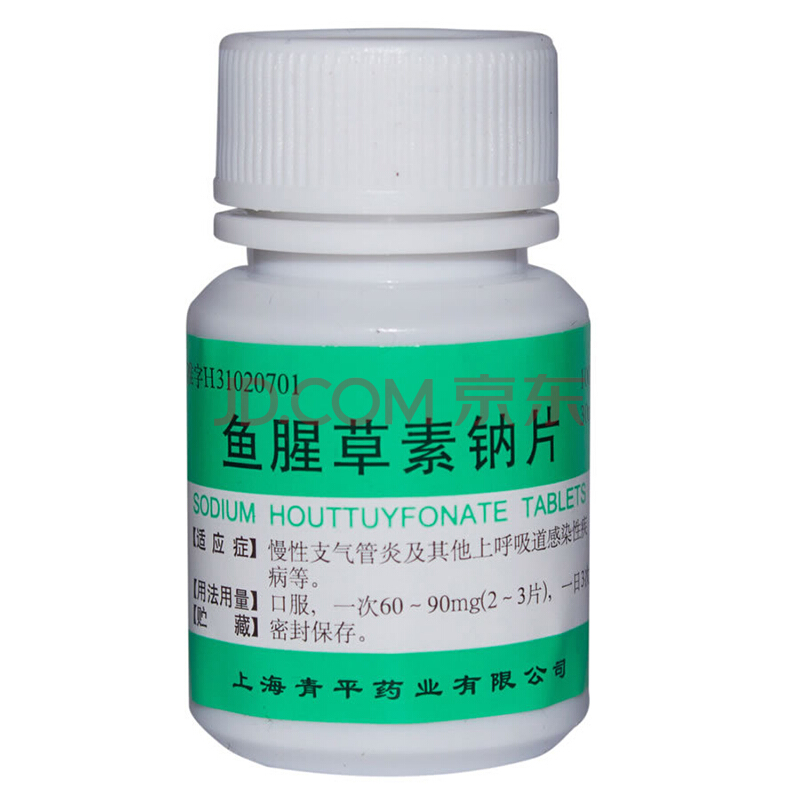 字H31020701
JD.COM 京东
鱼腥草素钠片
SODIUM HOUTTUYFONATE TABLETS
【适应症】慢性支气管炎及其他上呼吸道感染性疾
病等。
【用法用量】口服，一次60~90mg(2~3片)，一日3
【贮藏】密封保存。
上海青平药业有限公司